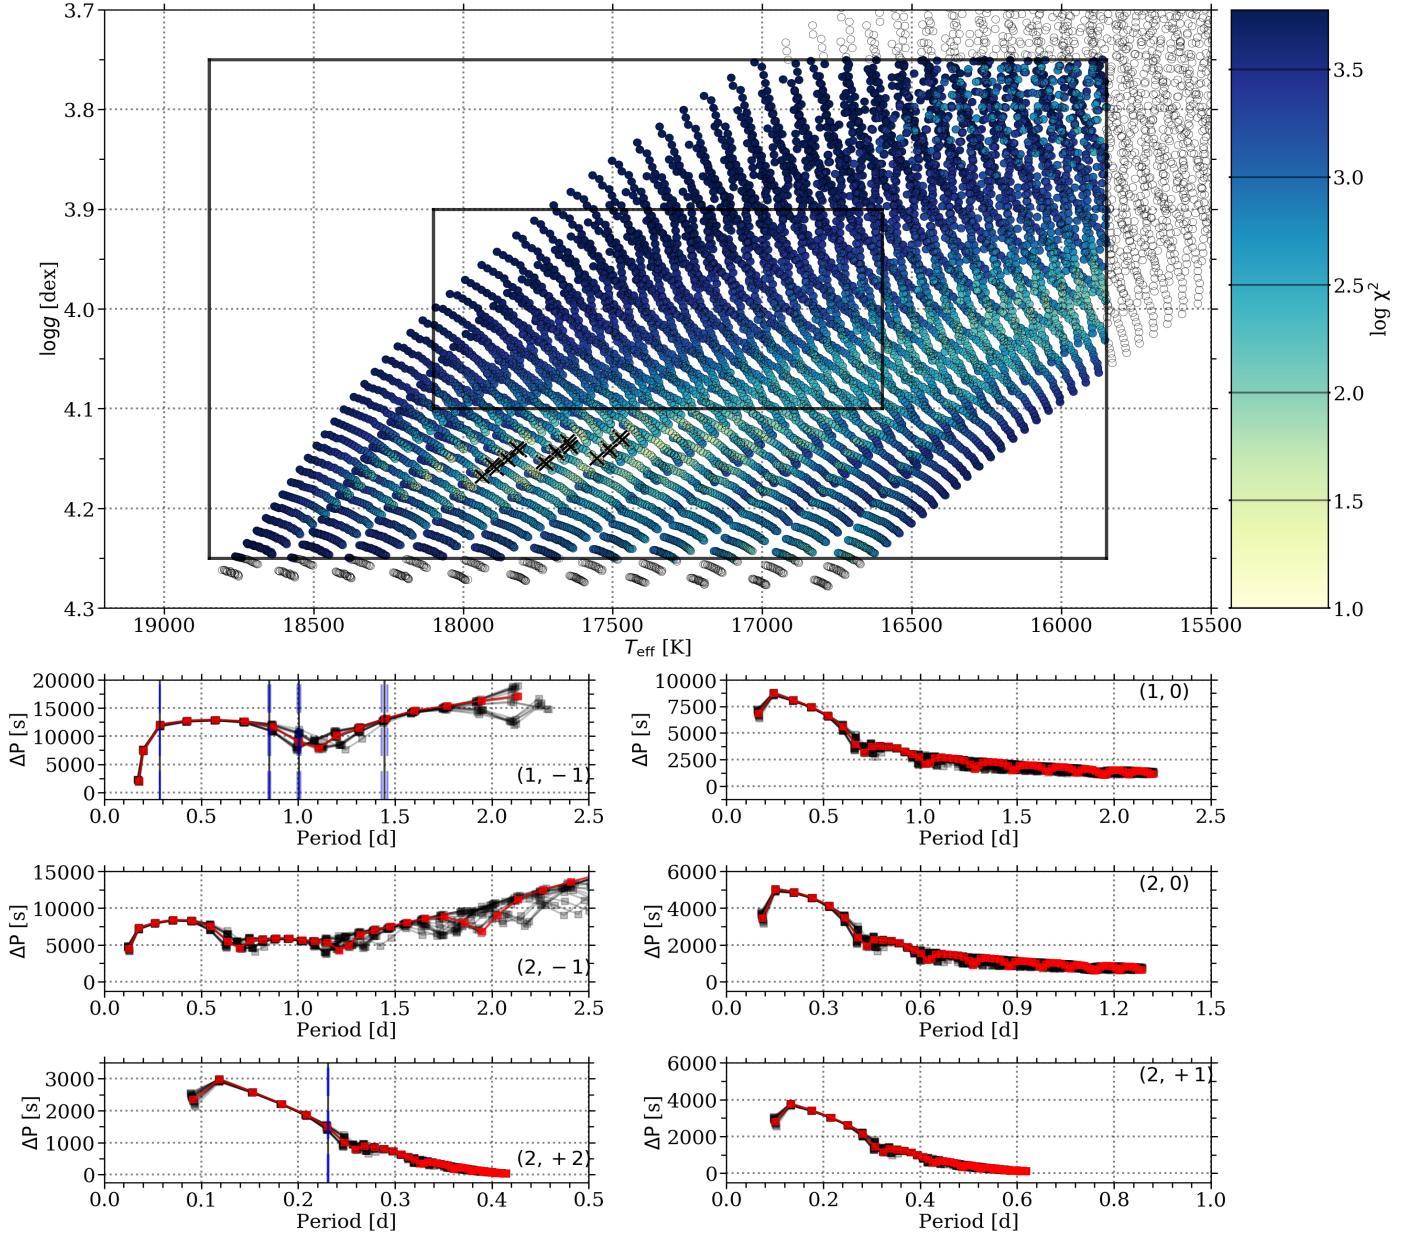 3.7
3.8
3.9
4.0
4.1
4.2
4.3
logg [dex]
19000 18500 18000 17500 17000 16500 16000 15500
Teff [K]
3.5
3.0
2.5
2.0
1.5
1.0
log χ²
20000
15000
10000
5000
0
ΔP [s]
(1, −1)
0.0 0.5 1.0 1.5 2.0 2.5
Period [d]
10000
7500
5000
2500
0
ΔP [s]
(1, 0)
0.0 0.5 1.0 1.5 2.0 2.5
Period [d]
15000
10000
5000
0
ΔP [s]
(2, −1)
0.0 0.5 1.0 1.5 2.0 2.5
Period [d]
6000
4000
2000
0
ΔP [s]
(2, 0)
0.0 0.3 0.6 0.9 1.2 1.5
Period [d]
3000
2000
1000
0
ΔP [s]
(2, +2)
0.0 0.1 0.2 0.3 0.4 0.5
Period [d]
6000
4000
2000
0
ΔP [s]
(2, +1)
0.0 0.2 0.4 0.6 0.8 1.0
Period [d]